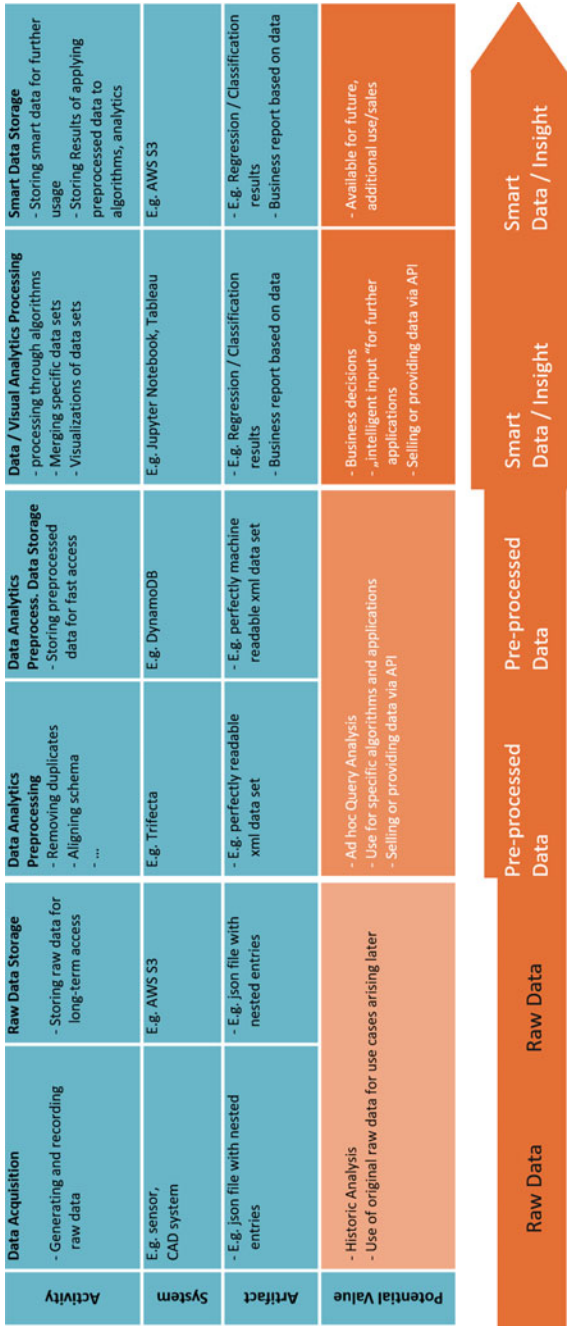 Activity
Data Acquisition
- Generating and recording
raw data
Raw Data Storage
- Storing raw data for
long-term access
Data Analytics
Preprocessing
- Removing duplicates
- Aligning schema
- ...
Data Analytics
Preprocess. Data Storage
- Storing preprocessed
data for fast access
Data / Visual Analytics Processing
- processing through algorithms
- Merging specific data sets
- Visualizations of data sets
Smart Data Storage
- Storing smart data for further
usage
- Storing Results of applying
preprocessed data to
algorithms, analytics
System
E.g. sensor,
CAD system
E.g. AWS S3
E.g. Trifecta
E.g. DynamoDB
E.g. Jupyter Notebook, Tableau
E.g. AWS S3
Artifact
- E.g. json file with nested
entries
- E.g. json file with
nested entries
- E.g. perfectly readable
xml data set
- E.g. perfectly machine
readable xml data set
- E.g. Regression / Classification
results
- Business report based on data
- E.g. Regression / Classification
results
- Business report based on data
Potential Value
- Historic Analysis
- Use of original raw data for use cases arising later
- Ad hoc Query Analysis
- Use for specific algorithms and applications
- Selling or providing data via API
- Business decisions
- „intelligent input “for further
applications
- Selling or providing data via API
- Available for future,
additional use/sales
Raw Data
Raw Data
Pre-processed
Data
Pre-processed
Data
Smart
Data / Insight
Smart
Data / Insight